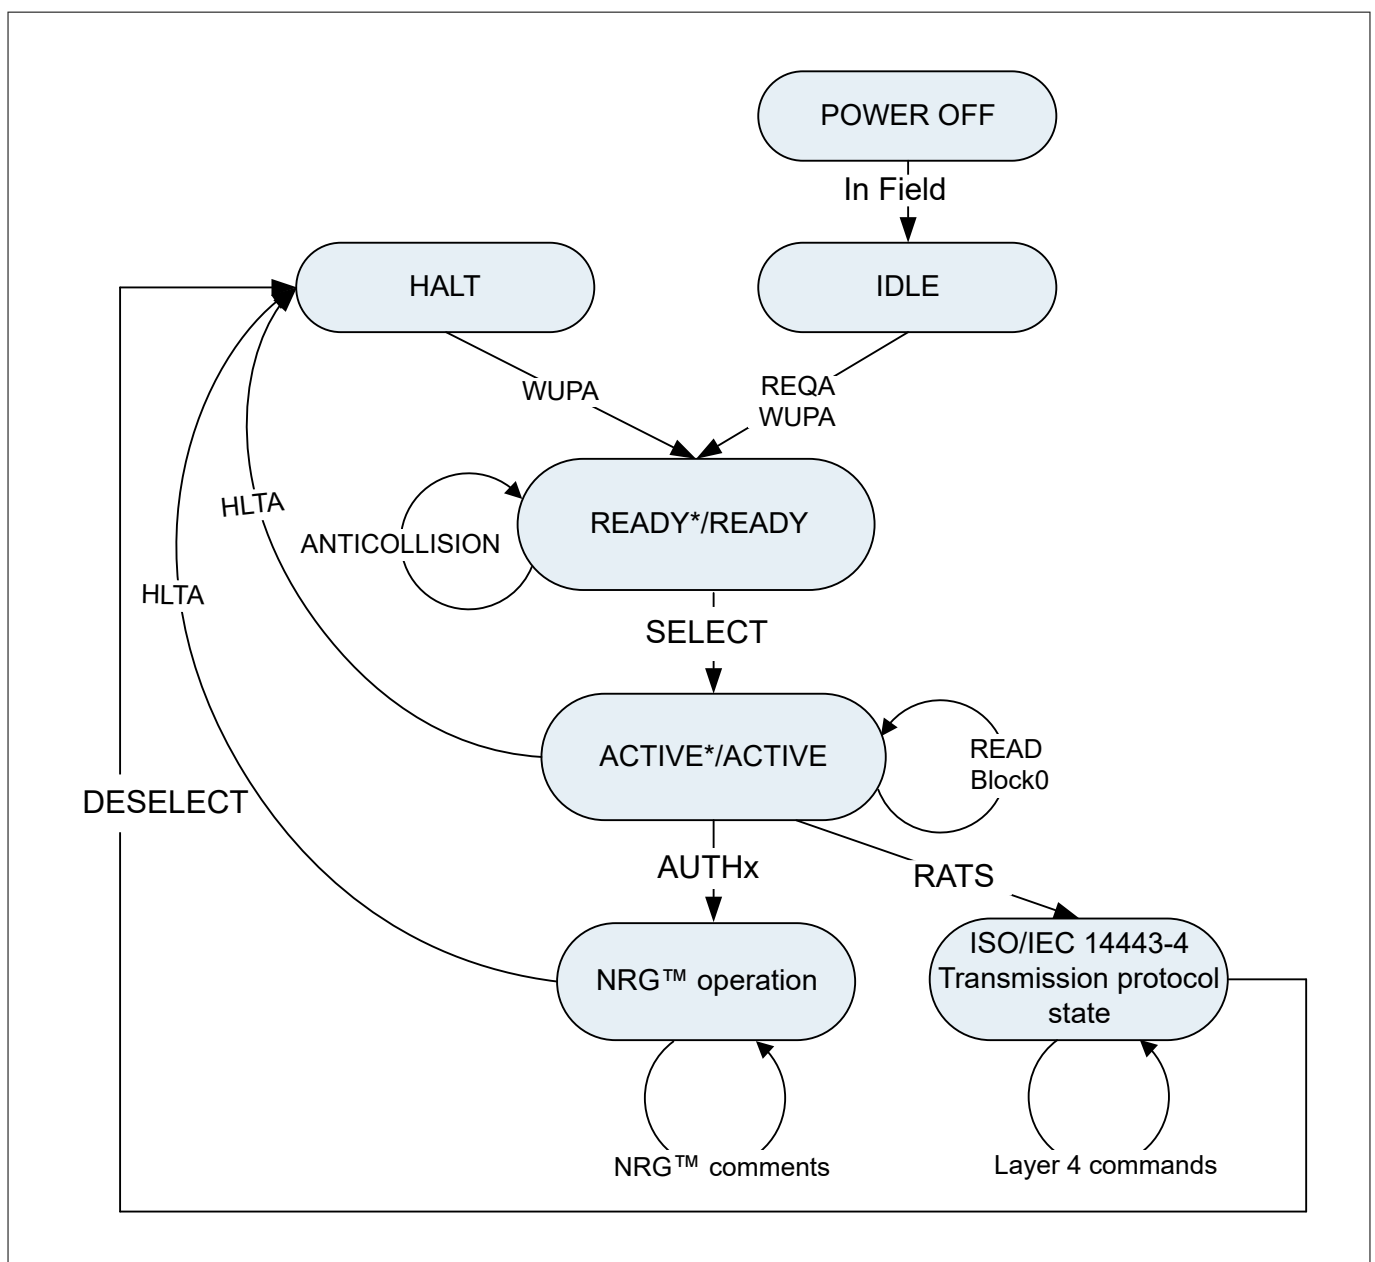 POWER OFF
In Field
HALT
IDLE
WUPA
REQA
WUPA
HLTA
ANTICOLLISION
READY*/READY
HLTA
SELECT
ACTIVE*/ACTIVE
READ
Block0
DESELECT
AUTHx
RATS
NRG™ operation
ISO/IEC 14443-4
Transmission protocol
state
NRG™ comments
Layer 4 commands